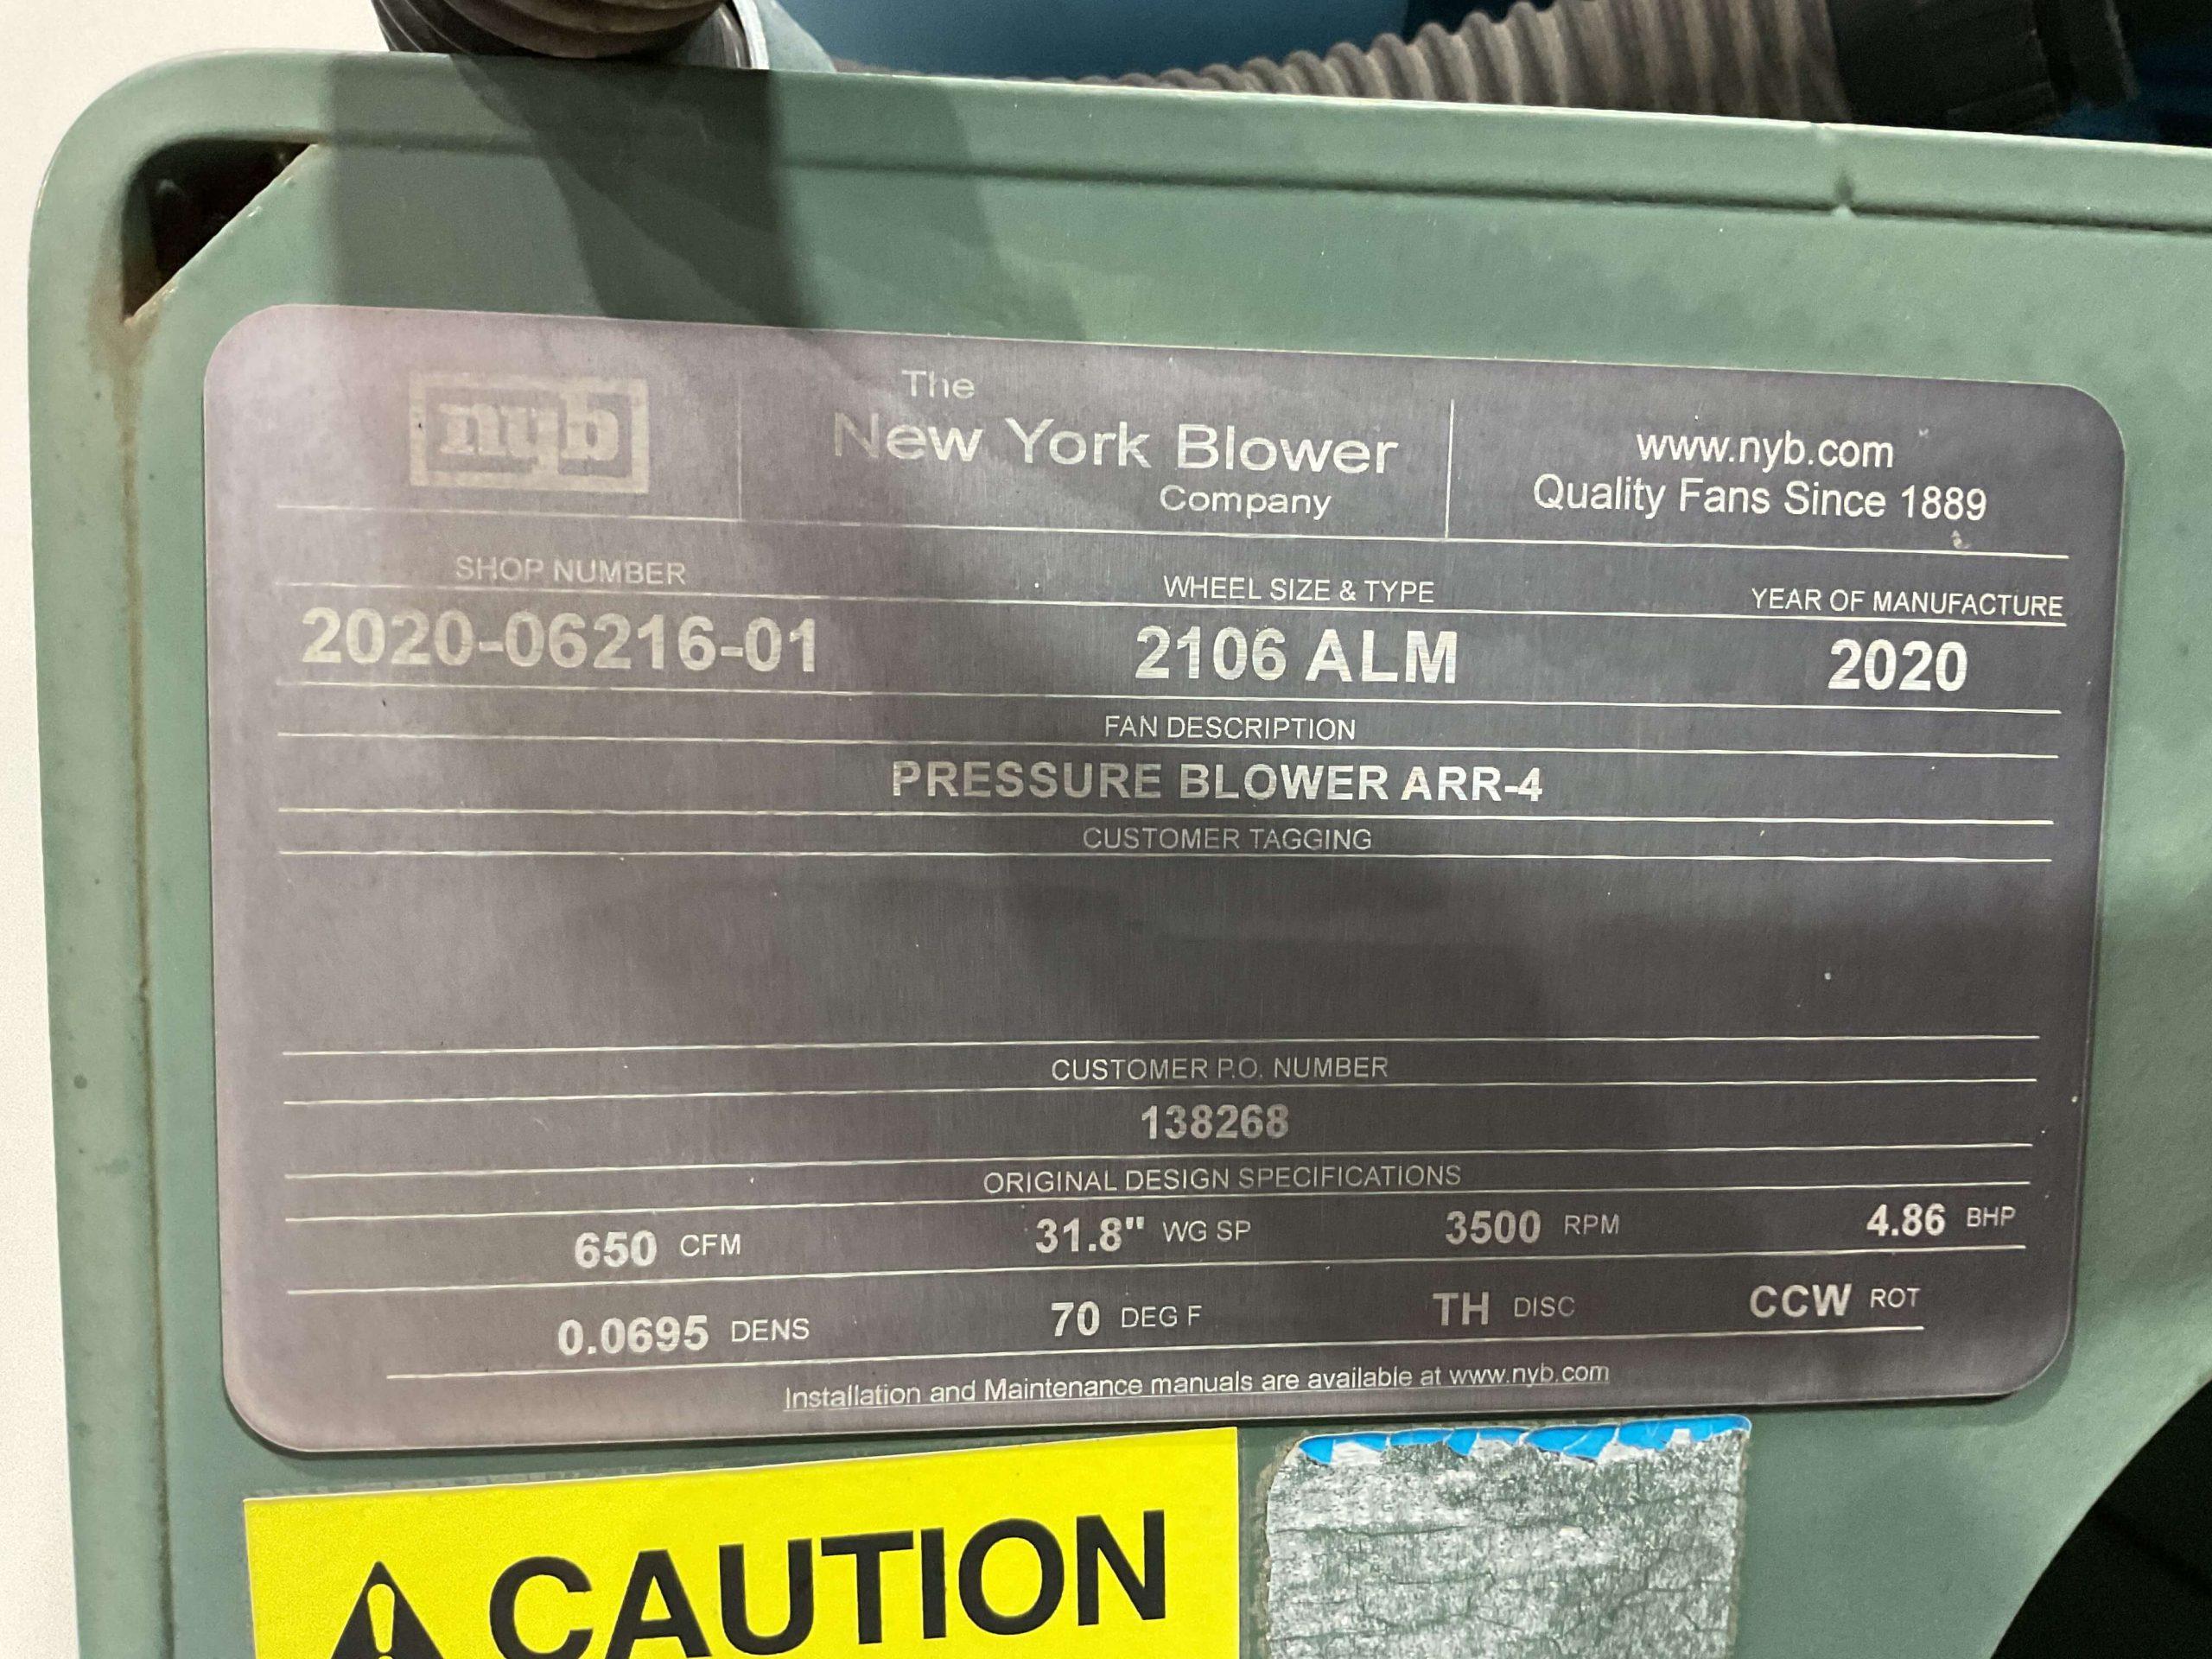 nyb
The
New York Blower
Company
www.nyb.com
Quality Fans Since 1889
SHOP NUMBER
2020-06216-01
WHEEL SIZE & TYPE
2106 ALM
YEAR OF MANUFACTURE
2020
FAN DESCRIPTION
PRESSURE BLOWER ARR-4
CUSTOMER TAGGING
CUSTOMER P.O. NUMBER
138268
ORIGINAL DESIGN SPECIFICATIONS
650 CFM 31.8" WG SP 3500 RPM 4.86 BHP
0.0695 DENS 70 DEG F TH DISC CCW ROT
Installation and Maintenance manuals are available at www.nyb.com
CAUTION